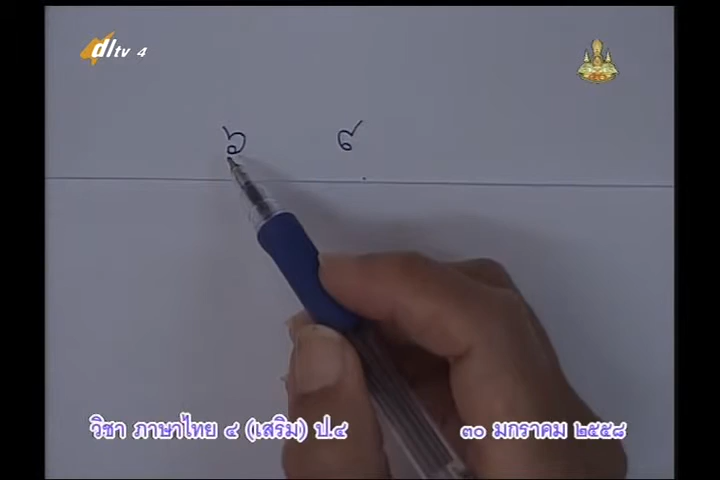 dltv 4
๖ ๔
วิชา ภาษาไทย ๔ (เสริม) ป.๔
๓๐ มกราคม ๒๕๕๘